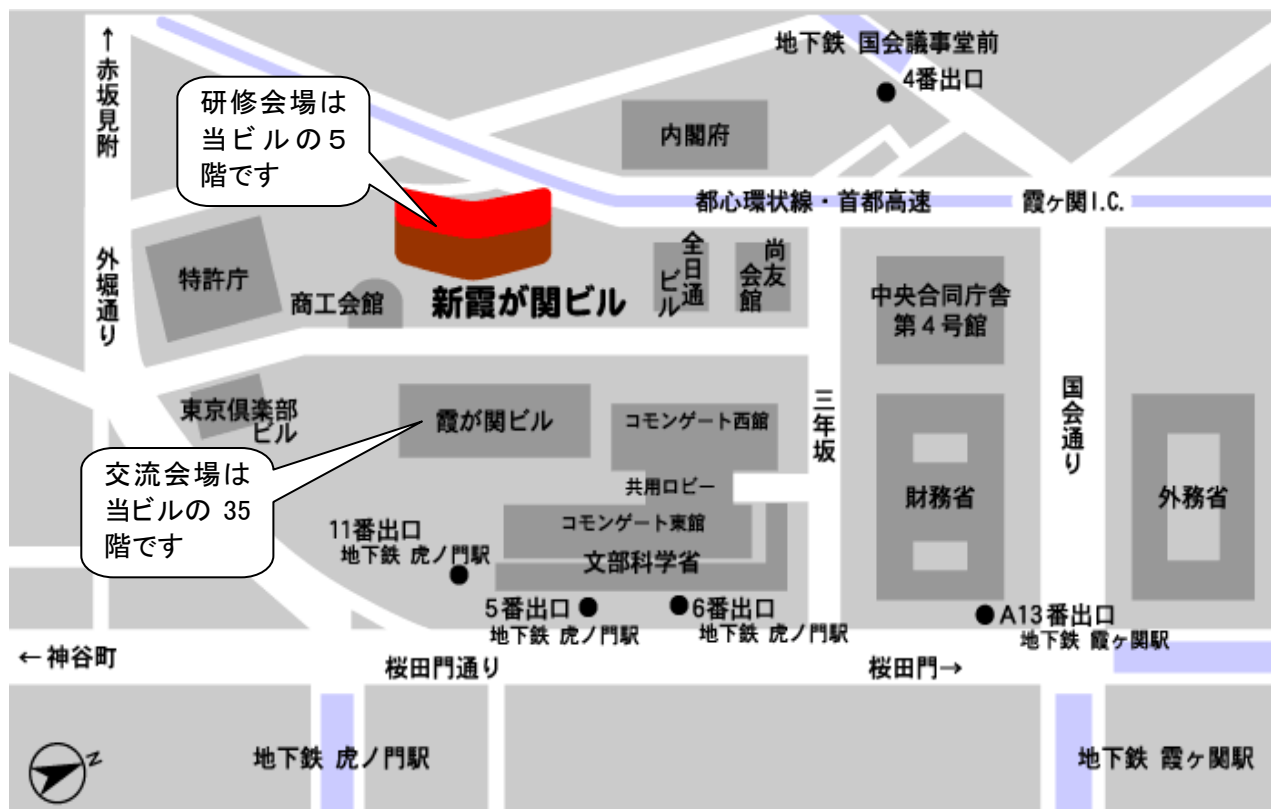 地下鉄 国会議事堂前
4番出口
↑赤坂見附
研修会場は
当ビルの5
階です
内閣府
都心環状線・首都高速
霞ヶ関I.C.
外堀通り
特許庁
商工会館
新霞が関ビル
全日通
ビル
尚友
会館
中央合同庁舎
第4号館
東京倶楽部
ビル
霞が関ビル
コモンゲート西館
三年坂
国会通り
交流会場は
当ビルの 35
階です
共用ロビー
財務省
外務省
コモンゲート東館
文部科学省
11番出口
地下鉄 虎ノ門駅
5番出口
地下鉄 虎ノ門駅
6番出口
地下鉄 虎ノ門駅
A13番出口
地下鉄 霞ヶ関駅
←神谷町
桜田門通り
桜田門→
N
地下鉄 虎ノ門駅
地下鉄 霞ヶ関駅